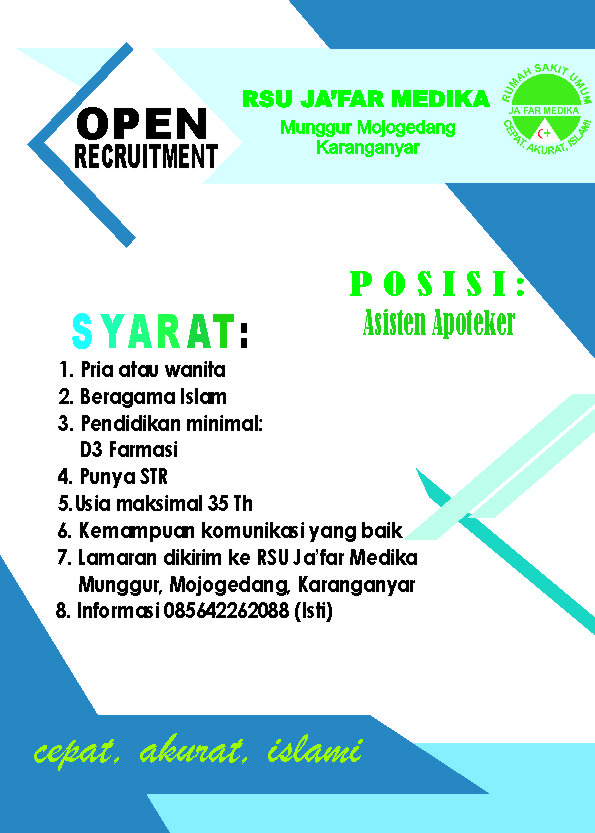 OPEN
RECRUITMENT
RSU JA'FAR MEDIKA
Munggur Mojogedang
Karanganyar
RUMAH SAKIT UMUM
JA FAR MEDIKA
CEPAT, AKURAT, ISLAMI
POSISI:
Asisten Apoteker
SYARAT:
1. Pria atau wanita
2. Beragama Islam
3. Pendidikan minimal:
D3 Farmasi
4. Punya STR
5.Usia maksimal 35 Th
6. Kemampuan komunikasi yang baik
7. Lamaran dikirim ke RSU Ja'far Medika
Munggur, Mojogedang, Karanganyar
8. Informasi 085642262088 (Isti)
cepat, akurat, islami